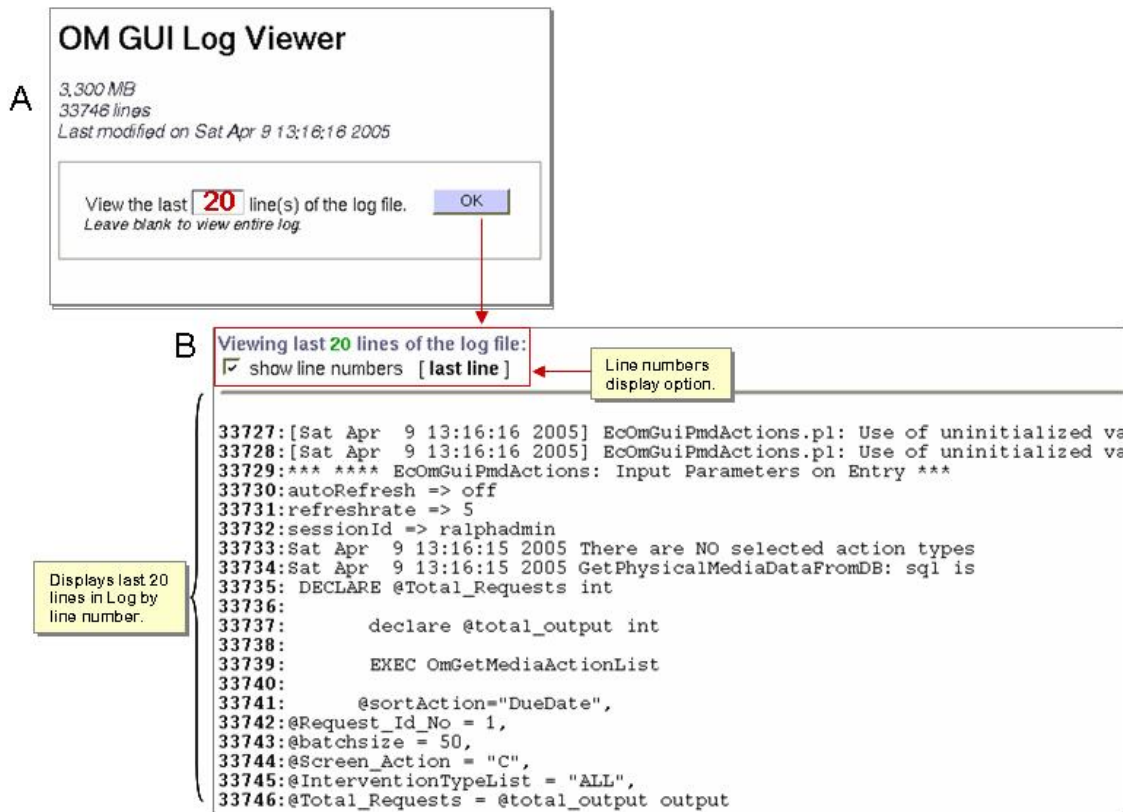 OM GUI Log Viewer
A
3,300 MB
33746 lines
Last modified on Sat Apr 9 13:16:16 2005
View the last 20 line(s) of the log file. OK
Leave blank to view entire log.
B
Viewing last 20 lines of the log file:
show line numbers [ last line ]
Line numbers
display option.
33727:[Sat Apr  9 13:16:16 2005] EcOmGuiPmdActions.pl: Use of uninitialized va
33728:[Sat Apr  9 13:16:16 2005] EcOmGuiPmdActions.pl: Use of uninitialized va
33729:*** **** EcOmGuiPmdActions: Input Parameters on Entry ***
33730:autoRefresh => off
33731:refreshrate => 5
33732:sessionId => ralphadmin
33733:Sat Apr  9 13:16:15 2005 There are NO selected action types
33734:Sat Apr  9 13:16:15 2005 GetPhysicalMediaDataFromDB: sql is
33735: DECLARE @Total_Requests int
33736:
33737:        declare @total_output int
33738:
33739:        EXEC OmGetMediaActionList
33740:
33741:       @sortAction="DueDate",
33742:@Request_Id_No = 1,
33743:@batchsize = 50,
33744:@Screen_Action = "C",
33745:@InterventionTypeList = "ALL",
33746:@Total_Requests = @total_output output
Displays last 20
lines in Log by
line number.